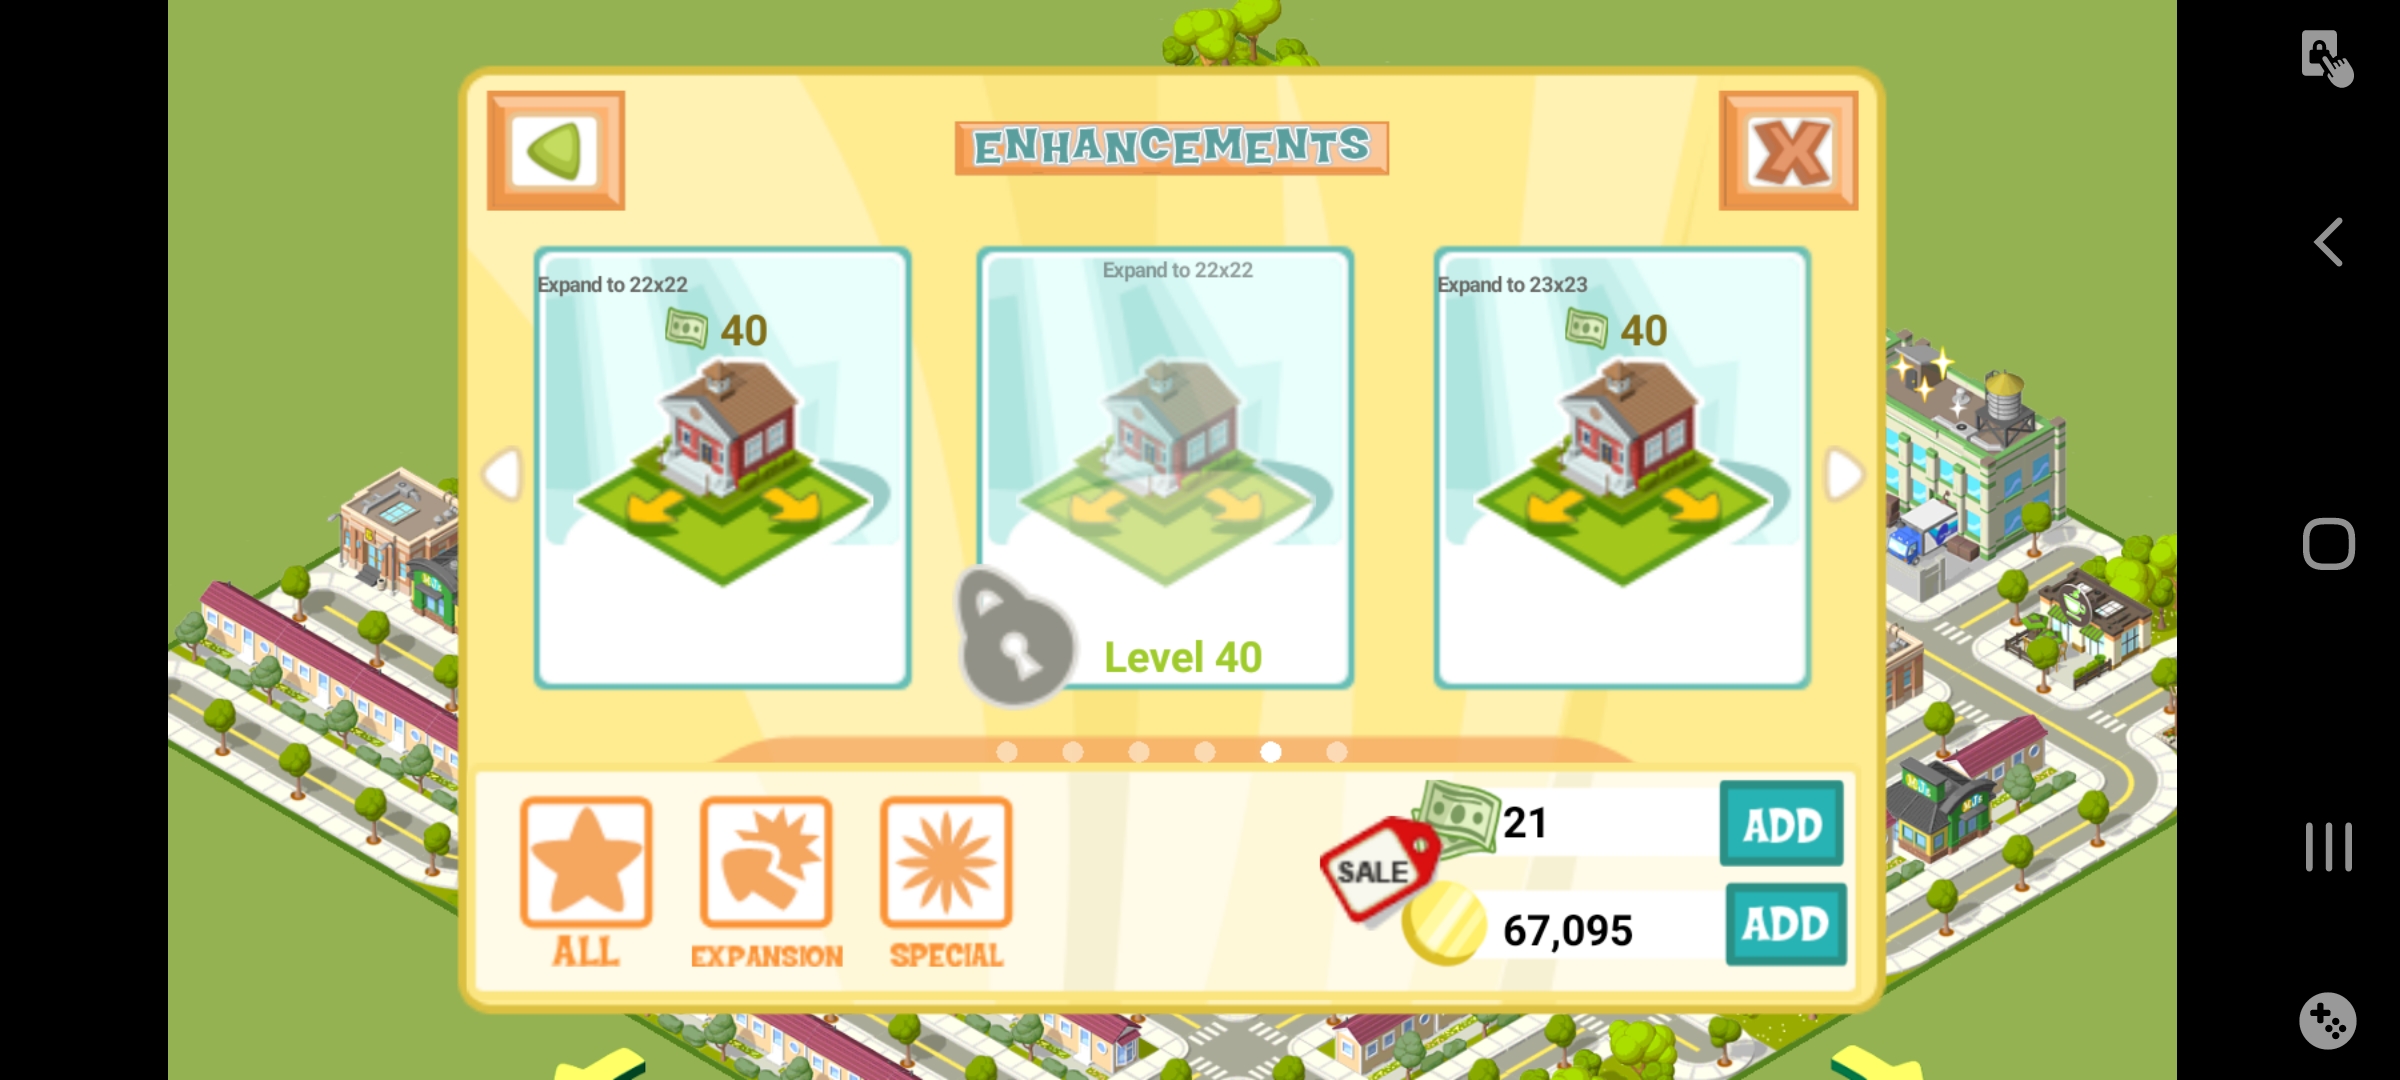 ENHANCEMENTS
Expand to 22x22
40
Expand to 22x22
Level 40
Expand to 23x23
40
ALL
EXPANSION
SPECIAL
SALE
21
ADD
67,095
ADD